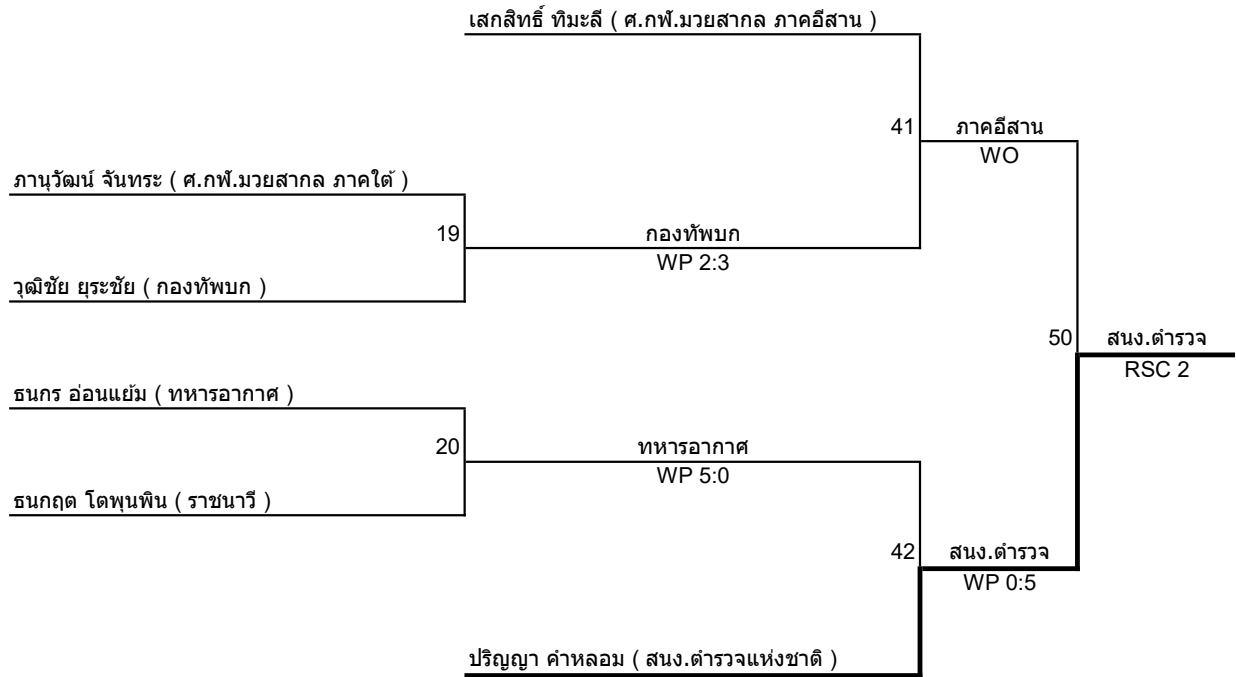 เสกสิทธิ์ ทิมะลี ( ศ.กฬ.มวยสากล ภาคอีสาน )
41
ภาคอีสาน
WO
ภานุวัฒน์ จันทระ ( ศ.กฬ.มวยสากล ภาคใต้ )
19
กองทัพบก
WP 2:3
วุฒิชัย ยุระชัย ( กองทัพบก )
50
สนง.ตำรวจ
RSC 2
ธนกร อ่อนแย้ม ( ทหารอากาศ )
20
ทหารอากาศ
WP 5:0
ธนกฤต โตพุนพิน ( ราชนาวี )
42
สนง.ตำรวจ
WP 0:5
ปริญญา คำหลอม ( สนง.ตำรวจแห่งชาติ )